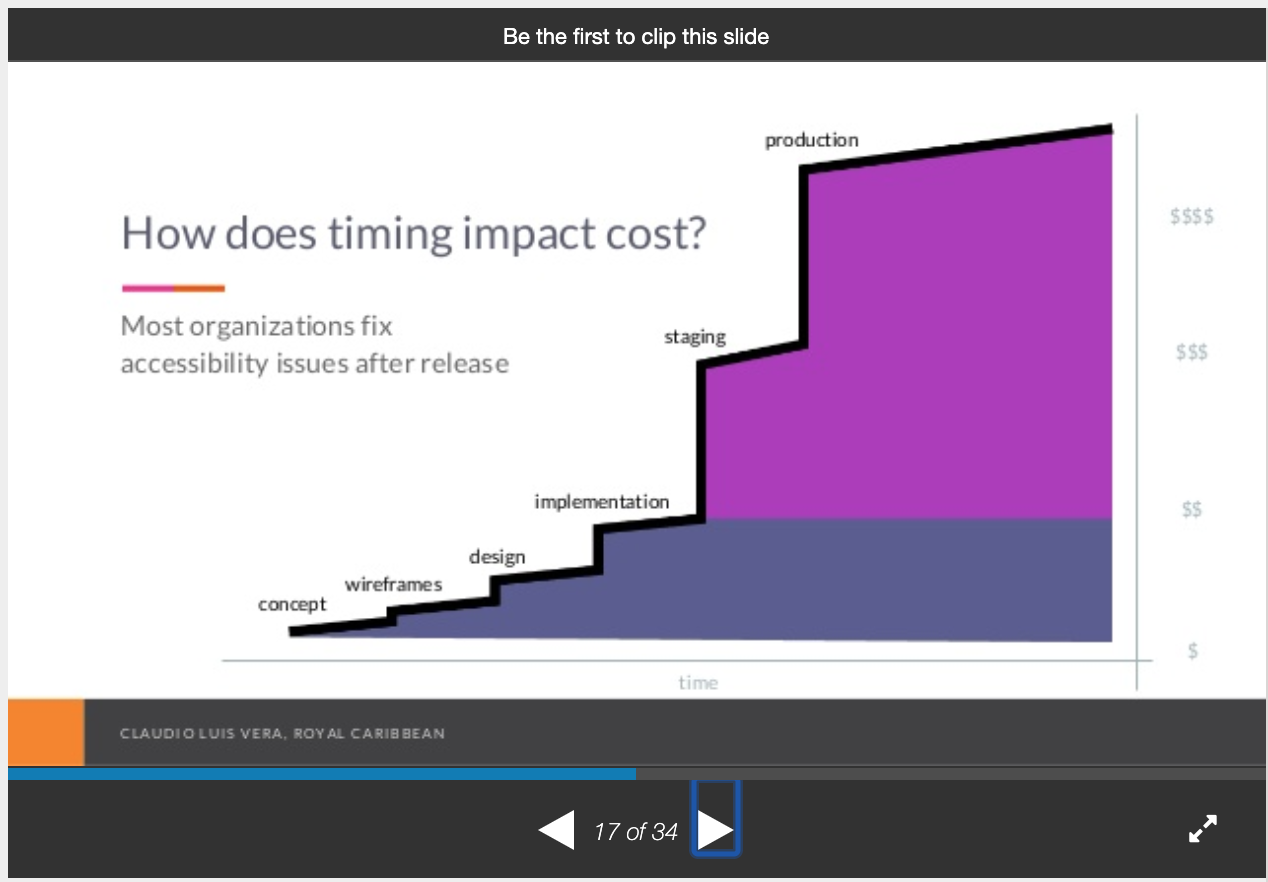 Be the first to clip this slide
production
$$$$
How does timing impact cost?
Most organizations fix
accessibility issues after release
staging
$$$
implementation
$$
design
wireframes
concept
$
time
CLAUDIO LUIS VERA, ROYAL CARIBBEAN
17 of 34